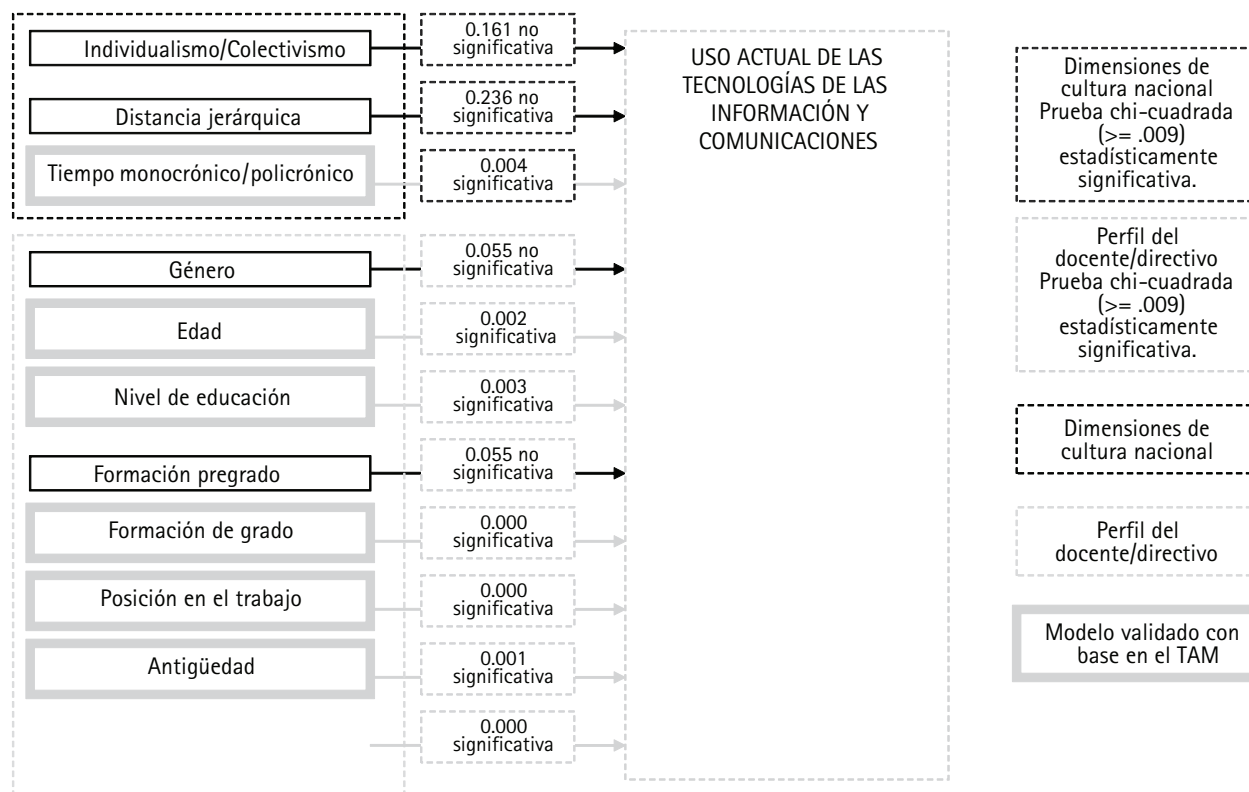 Individualismo/Colectivismo
0.161 no
significativa
Distancia jerárquica
0.236 no
significativa
Tiempo monocrónico/policrónico
0.004
significativa
Género
0.055 no
significativa
Edad
0.002
significativa
Nivel de educación
0.003
significativa
Formación pregrado
0.055 no
significativa
Formación de grado
0.000
significativa
Posición en el trabajo
0.000
significativa
Antigüedad
0.001
significativa
0.000
significativa
USO ACTUAL DE LAS
TECNOLOGÍAS DE LAS
INFORMACIÓN Y
COMUNICACIONES
Dimensiones de
cultura nacional
Prueba chi-cuadrada
(>= .009)
estadísticamente
significativa.
Perfil del
docente/directivo
Prueba chi-cuadrada
(>= .009)
estadísticamente
significativa.
Dimensiones de
cultura nacional
Perfil del
docente/directivo
Modelo validado con
base en el TAM